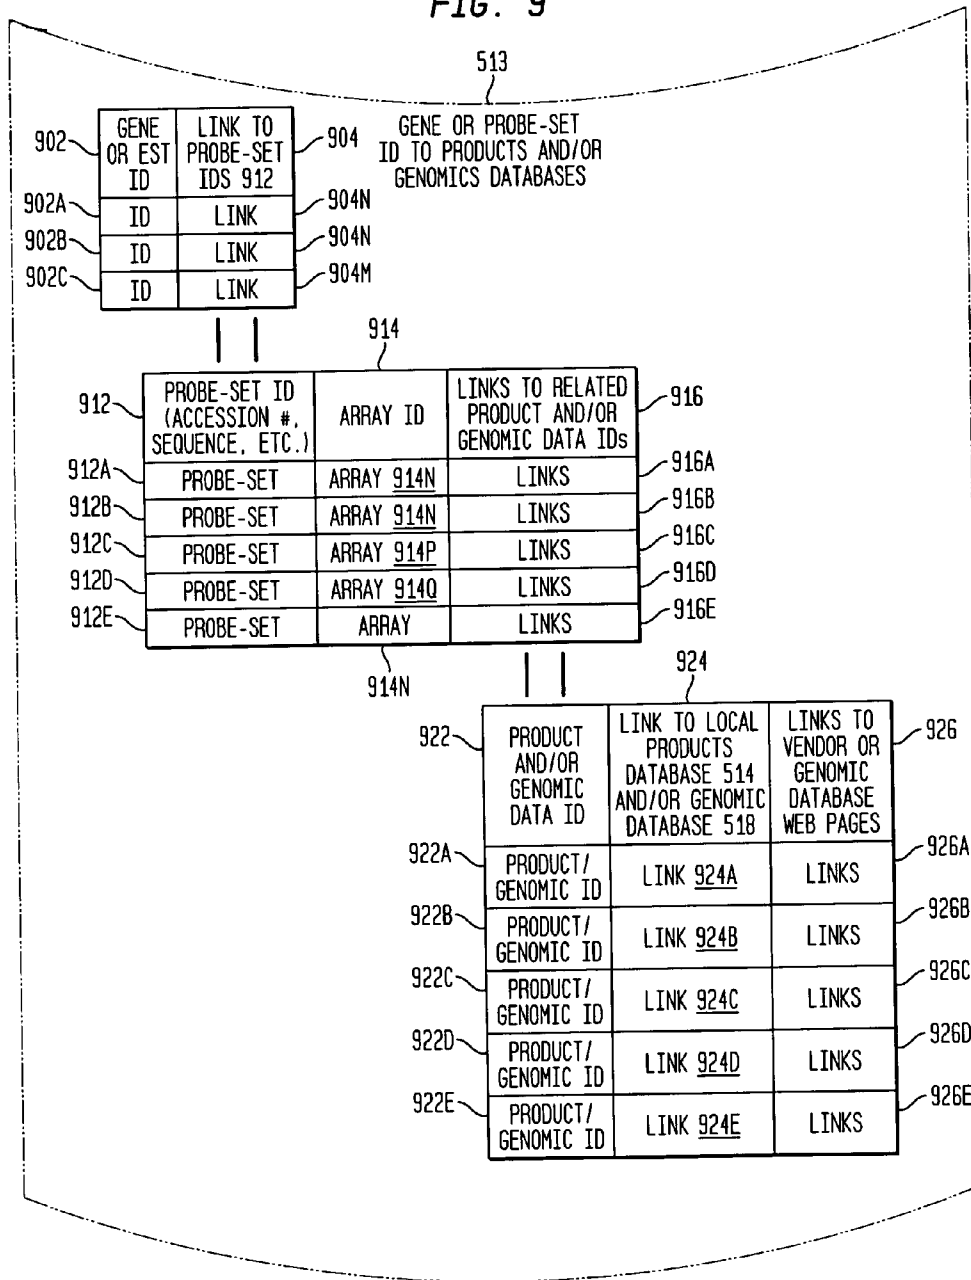 FIG. 9
513
GENE OR PROBE-SET
ID TO PRODUCTS AND/OR
GENOMICS DATABASES
902
GENE
OR EST
ID
LINK TO
PROBE-SET
IDS 912
904
902A
ID
LINK
904N
902B
ID
LINK
904N
902C
ID
LINK
904M
914
912
PROBE-SET ID
(ACCESSION #,
SEQUENCE, ETC.)
ARRAY ID
LINKS TO RELATED
PRODUCT AND/OR
GENOMIC DATA IDs
916
912A
PROBE-SET
ARRAY 914N
LINKS
916A
912B
PROBE-SET
ARRAY 914N
LINKS
916B
912C
PROBE-SET
ARRAY 914P
LINKS
916C
912D
PROBE-SET
ARRAY 914Q
LINKS
916D
912E
PROBE-SET
ARRAY
LINKS
916E
914N
924
922
PRODUCT
AND/OR
GENOMIC
DATA ID
LINK TO LOCAL
PRODUCTS
DATABASE 514
AND/OR GENOMIC
DATABASE 518
LINKS TO
VENDOR OR
GENOMIC
DATABASE
WEB PAGES
926
922A
PRODUCT/
GENOMIC ID
LINK 924A
LINKS
926A
922B
PRODUCT/
GENOMIC ID
LINK 924B
LINKS
926B
922C
PRODUCT/
GENOMIC ID
LINK 924C
LINKS
926C
922D
PRODUCT/
GENOMIC ID
LINK 924D
LINKS
926D
922E
PRODUCT/
GENOMIC ID
LINK 924E
LINKS
926E